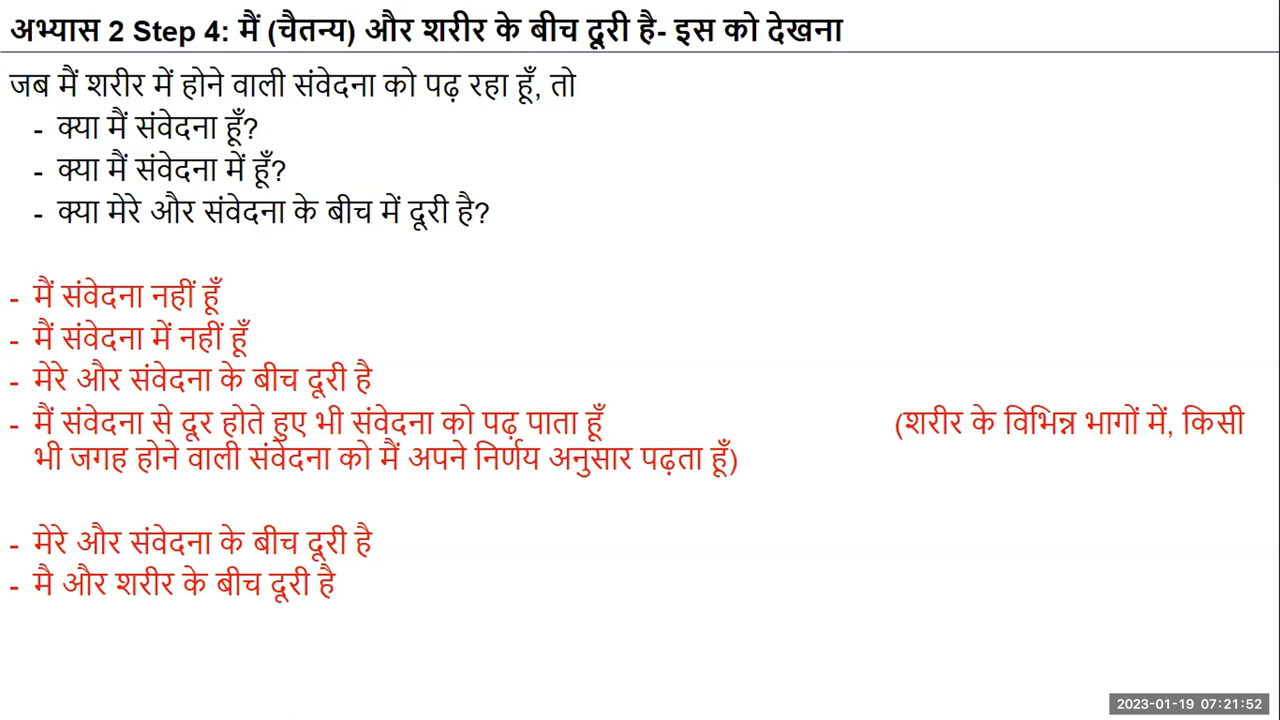 अभ्यास 2 Step 4: मैं (चैतन्य) और शरीर के बीच दूरी है- इस को देखना
जब मैं शरीर में होने वाली संवेदना को पढ़ रहा हूँ, तो
- क्या मैं संवेदना हूँ?
- क्या मैं संवेदना में हूँ?
- क्या मेरे और संवेदना के बीच में दूरी है?
- मैं संवेदना नहीं हूँ
- मैं संवेदना में नहीं हूँ
- मेरे और संवेदना के बीच दूरी है
- मैं संवेदना से दूर होते हुए भी संवेदना को पढ़ पाता हूँ (शरीर के विभिन्न भागों में, किसी
भी जगह होने वाली संवेदना को मैं अपने निर्णय अनुसार पढ़ता हूँ)
- मेरे और संवेदना के बीच दूरी है
- मै और शरीर के बीच दूरी है
2023-01-19 07:21:52